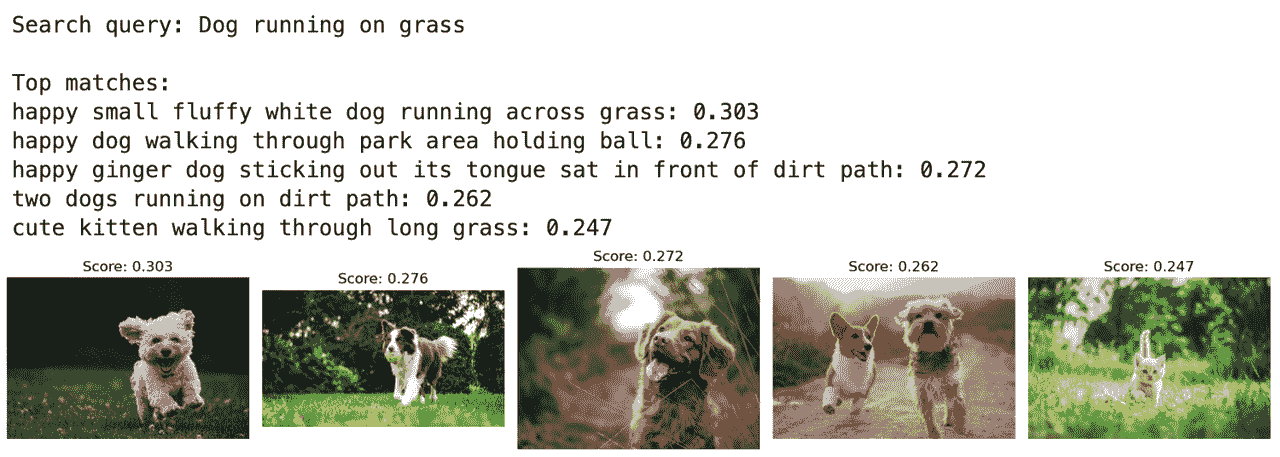 Search query: Dog running on grass
Top matches:
happy small fluffy white dog running across grass: 0.303
happy dog walking through park area holding ball: 0.276
happy ginger dog sticking out its tongue sat in front of dirt path: 0.272
two dogs running on dirt path: 0.262
cute kitten walking through long grass: 0.247
Score: 0.303
Score: 0.276
Score: 0.272
Score: 0.262
Score: 0.247